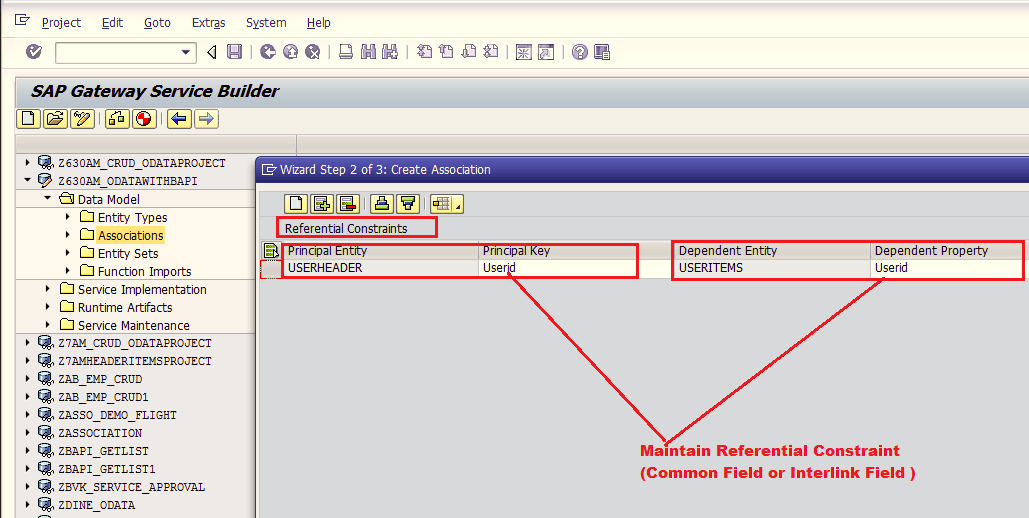 Project Edit Goto Extras System Help
SAP Gateway Service Builder
Z630AM_CRUD_ODATAPROJECT
Z630AM_ODATAWITHBAPI
Data Model
Entity Types
Associations
Entity Sets
Function Imports
Service Implementation
Runtime Artifacts
Service Maintenance
Z7AM_CRUD_ODATAPROJECT
Z7AMHEADERITEMSPROJECT
ZAB_EMP_CRUD
ZAB_EMP_CRUD1
ZASSO_DEMO_FLIGHT
ZASSOCIATION
ZBAPI_GETLIST
ZBAPI_GETLIST1
ZBVK_SERVICE_APPROVAL
ZDINE_ODATA
Wizard Step 2 of 3: Create Association
Referential Constraints
Principal Entity Principal Key Dependent Entity Dependent Property
USERHEADER Userid USERITEMS Userid
Maintain Referential Constraint
(Common Field or Interlink Field )